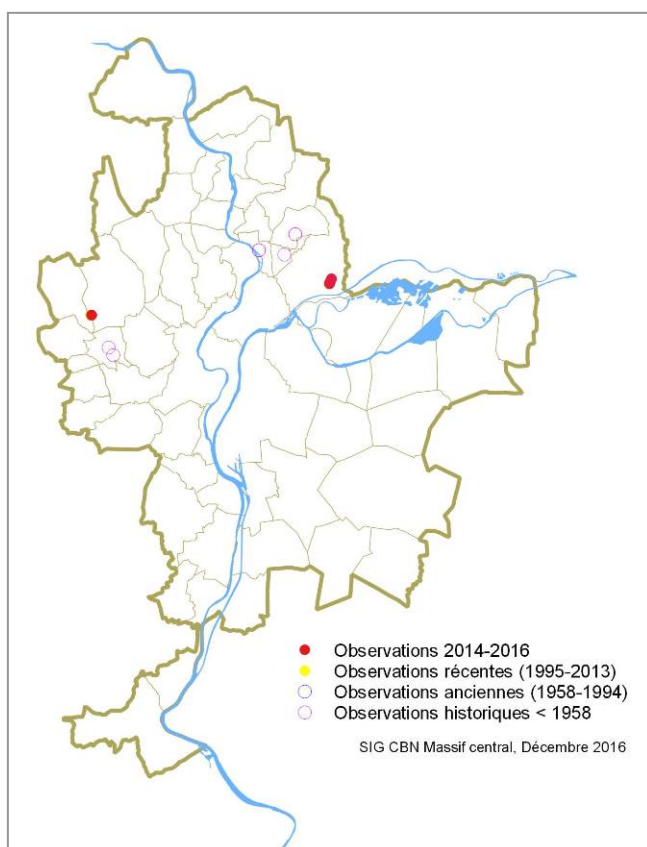 Observations 2014-2016
Observations récentes (1995-2013)
Observations anciennes (1958-1994)
Observations historiques < 1958
SIG CBN Massif central, Décembre 2016